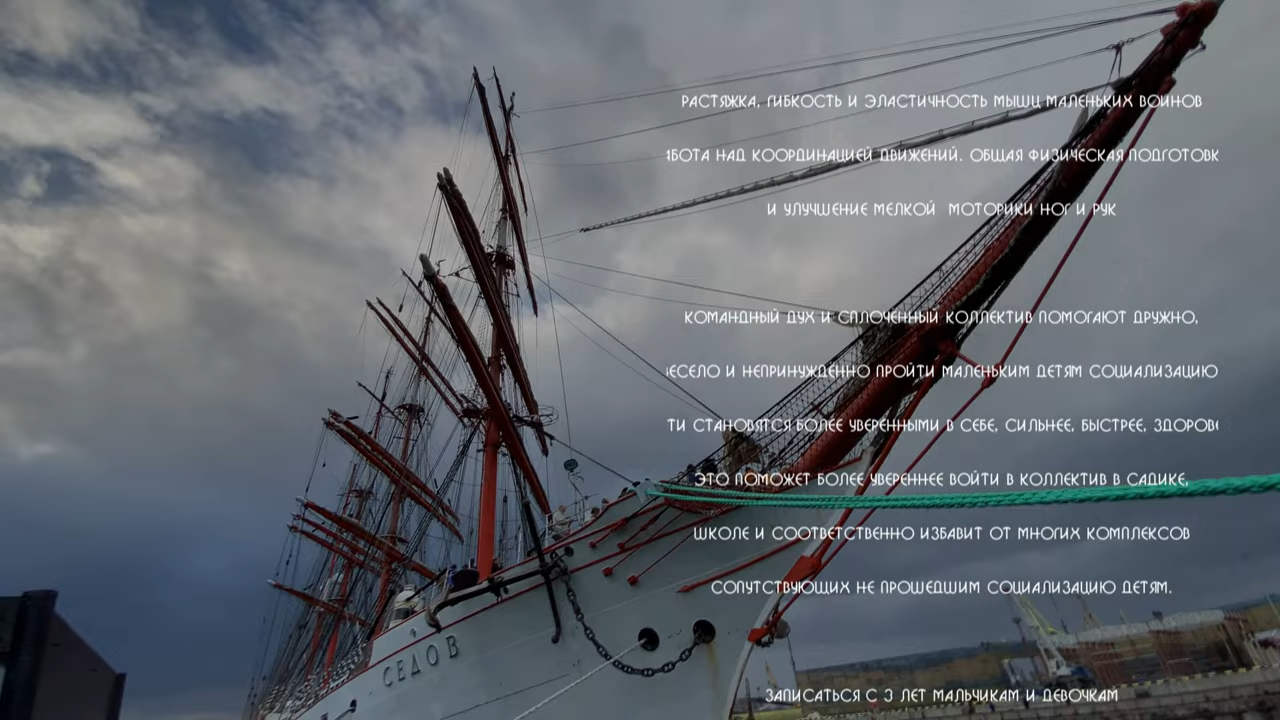 РАСТЯЖКА, ГИБКОСТЬ И ЭЛАСТИЧНОСТЬ МЫШЦ МАЛЕНЬКИХ ВОИНОВ
НАД КООРДИНАЦИЕЙ ДВИЖЕНИЙ. ОБЩАЯ ФИЗИЧЕСКАЯ
И УЛУЧШЕНИЕ МЕЛКОЙ МОТОРИКИ НОГ И РУК
КОМАНДНЫЙ ДУХ И СПЛОЧЕННЫЙ КОЛЛЕКТИВ ПОМОГАЮТ ДРУЖНО,
И НЕПРИНУЖДЕННО ПРОЙТИ МАЛЕНЬКИМ ДЕТЯМ СОЦИАЛИЗАЦИЮ
СТАНОВЯТСЯ БОЛЕЕ УВЕРЕННЫМИ В СЕБЕ, СИЛЬНЕЕ, БЫСТРЕЕ,
ЭТО ПОМОЖЕТ БОЛЕЕ УВЕРЕННЕЕ ВОЙТИ В КОЛЛЕКТИВ В САДИКЕ,
ШКОЛЕ И СООТВЕТСТВЕННО ИЗБАВИТ ОТ МНОГИХ КОМПЛЕКСОВ
СОПУТСТВУЮЩИХ НЕ ПРОШЕДШИМ СОЦИАЛИЗАЦИЮ ДЕТЯМ.
СЕДОВ
ЗАПИСАТЬСЯ С 3 ЛЕТ МАЛЬЧИКАМ И ДЕВОЧКАМ